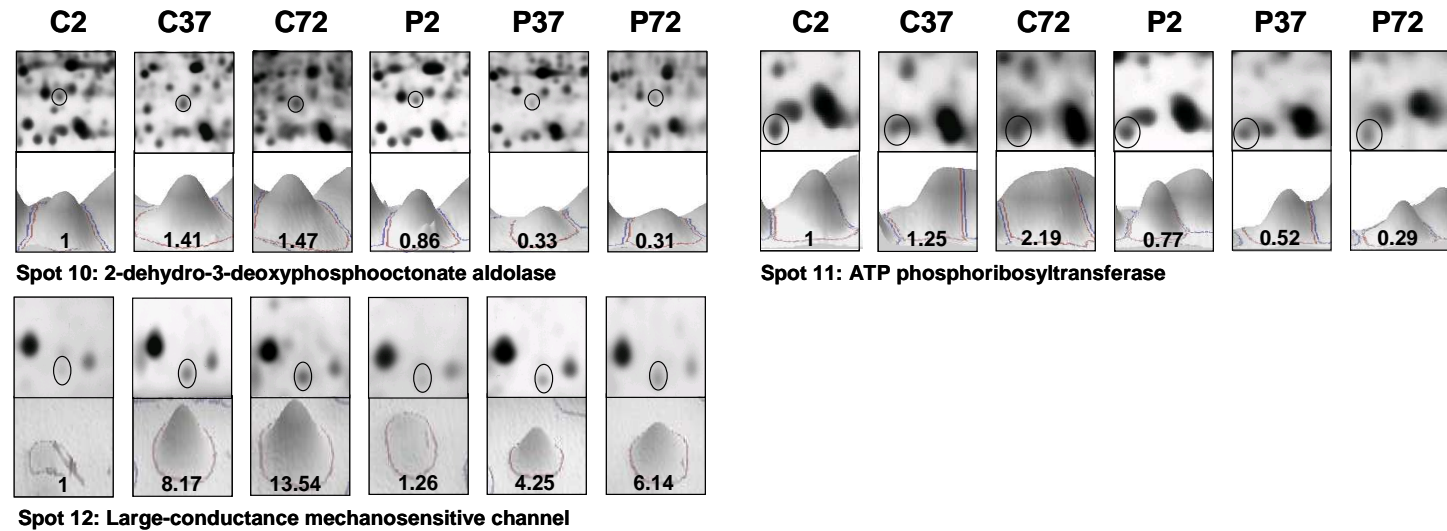 C2 C37 C72 P2 P37 P72 C2 C37 C72 P2 P37 P72
1 1.41 1.47 0.86 0.33 0.31 1 1.25 2.19 0.77 0.52 0.29
Spot 10: 2-dehydro-3-deoxyphosphooctonate aldolase
Spot 11: ATP phosphoribosyltransferase
1 8.17 13.54 1.26 4.25 6.14
Spot 12: Large-conductance mechanosensitive channel